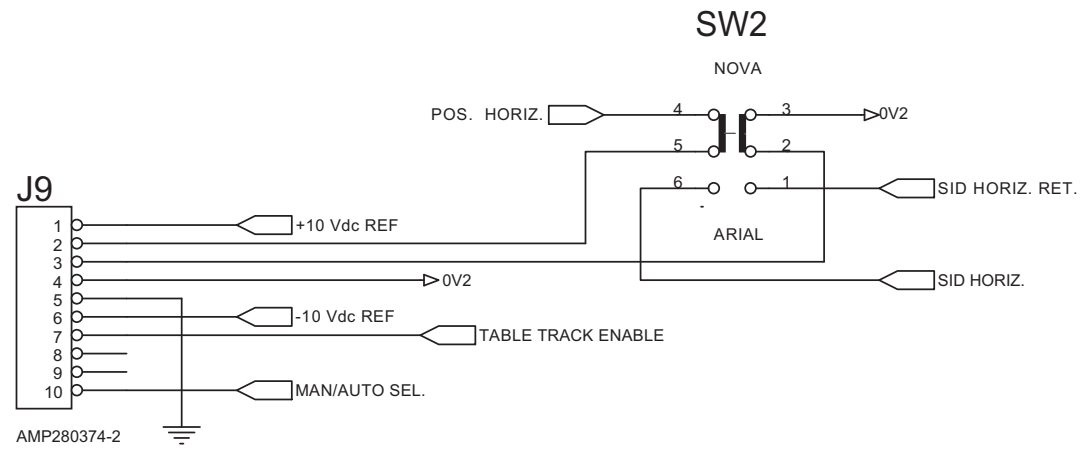 SW2
NOVA
POS. HORIZ. 4 3 0V2
5 2
6 1 SID HORIZ. RET.
-
ARIAL
SID HORIZ.
J9
1 +10 Vdc REF
2
3
4 0V2
5
6 -10 Vdc REF
7 TABLE TRACK ENABLE
8
9
10 MAN/AUTO SEL.
AMP280374-2